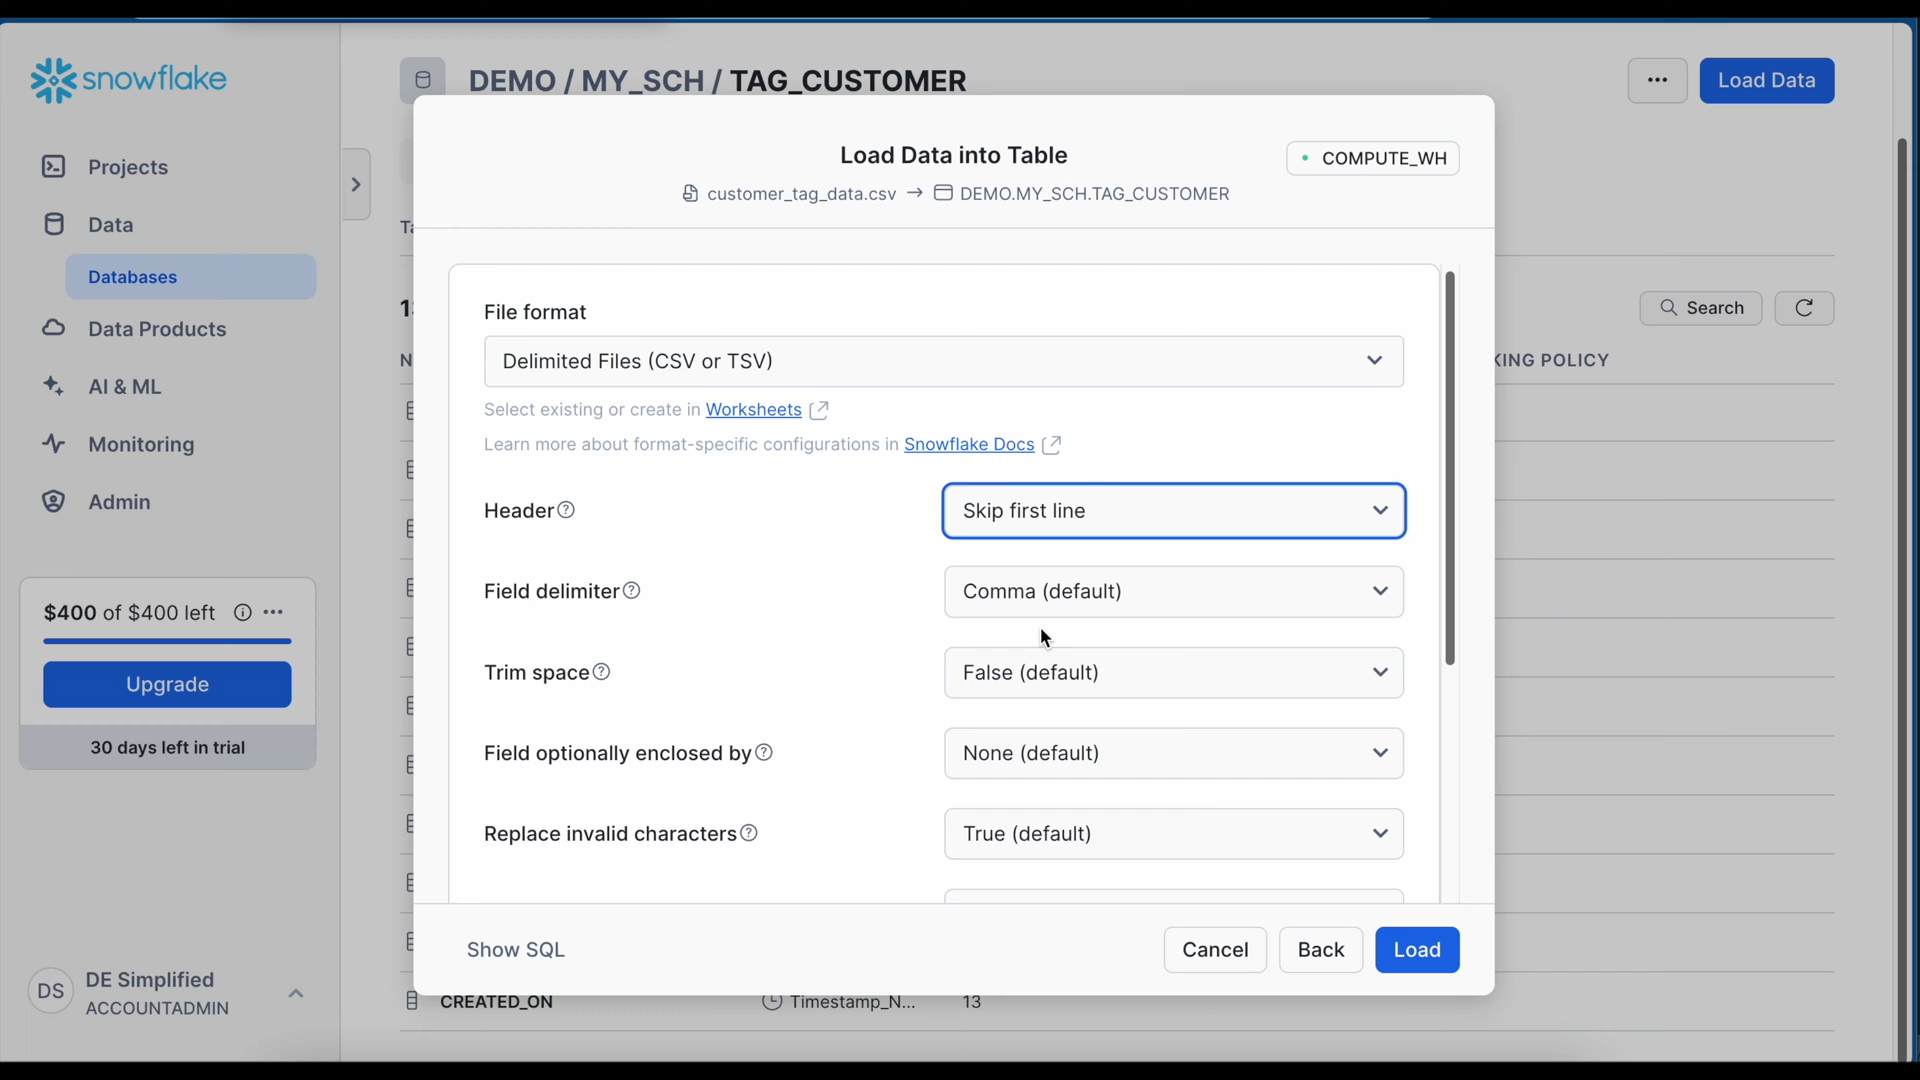 snowflake
DEMO / MY_SCH / TAG_CUSTOMER
Load Data
Projects
Data
Databases
Data Products
AI & ML
Monitoring
Admin
$400 of $400 left
Upgrade
30 days left in trial
DS
DE Simplified
ACCOUNTADMIN
Search
KING POLICY
Load Data into Table
COMPUTE_WH
customer_tag_data.csv → DEMO.MY_SCH.TAG_CUSTOMER
File format
Delimited Files (CSV or TSV)
Select existing or create in Worksheets
Learn more about format-specific configurations in Snowflake Docs
Header
Skip first line
Field delimiter
Comma (default)
Trim space
False (default)
Field optionally enclosed by
None (default)
Replace invalid characters
True (default)
Show SQL
Cancel
Back
Load
CREATED_ON
Timestamp_N...
13